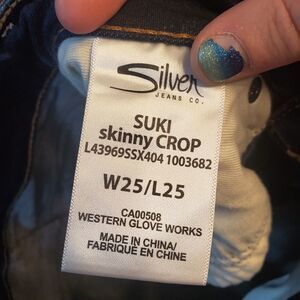 Silver
JEANS CO.
SUKI
skinny CROP
L43969SSX404 1003682
W25/L25
CA00508
WESTERN GLOVE WORKS
MADE IN CHINA/
FABRIQUÉ EN CHINE